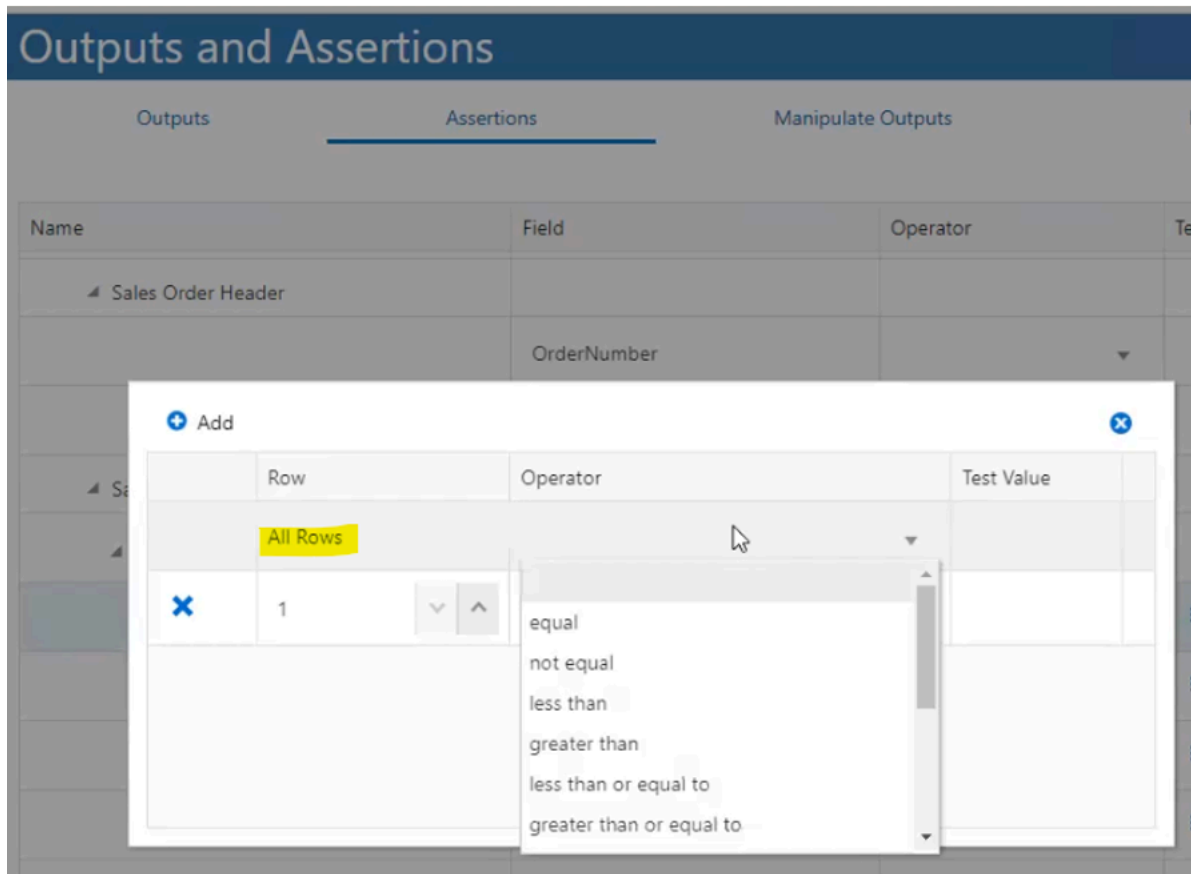 Outputs and Assertions
Outputs Assertions Manipulate Outputs
Name Field Operator
Sales Order Header
OrderNumber
Add
Row Operator Test Value
All Rows
1
equal
not equal
less than
greater than
less than or equal to
greater than or equal to